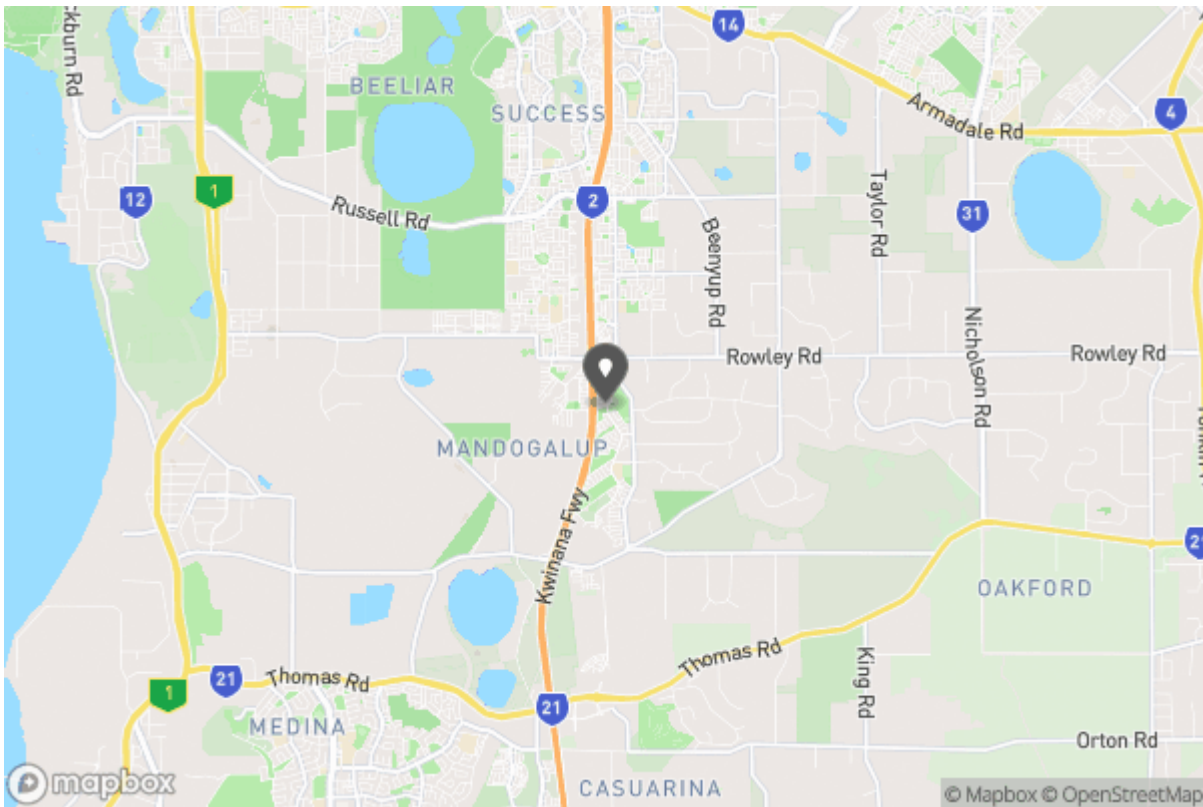 14
ckburn Rd
BEELIAR
SUCCESS
Armadale Rd
4
12
1
Russell Rd
2
Taylor Rd
31
Beenyup Rd
Nicholson Rd
Rowley Rd
Rowley Rd
MANDOGALUP
Kwinana Fwy
21
OAKFORD
Thomas Rd
King Rd
21
Thomas Rd
1
21
MEDINA
Orton Rd
CASUARINA
mapbox
© Mapbox © OpenStreetMap